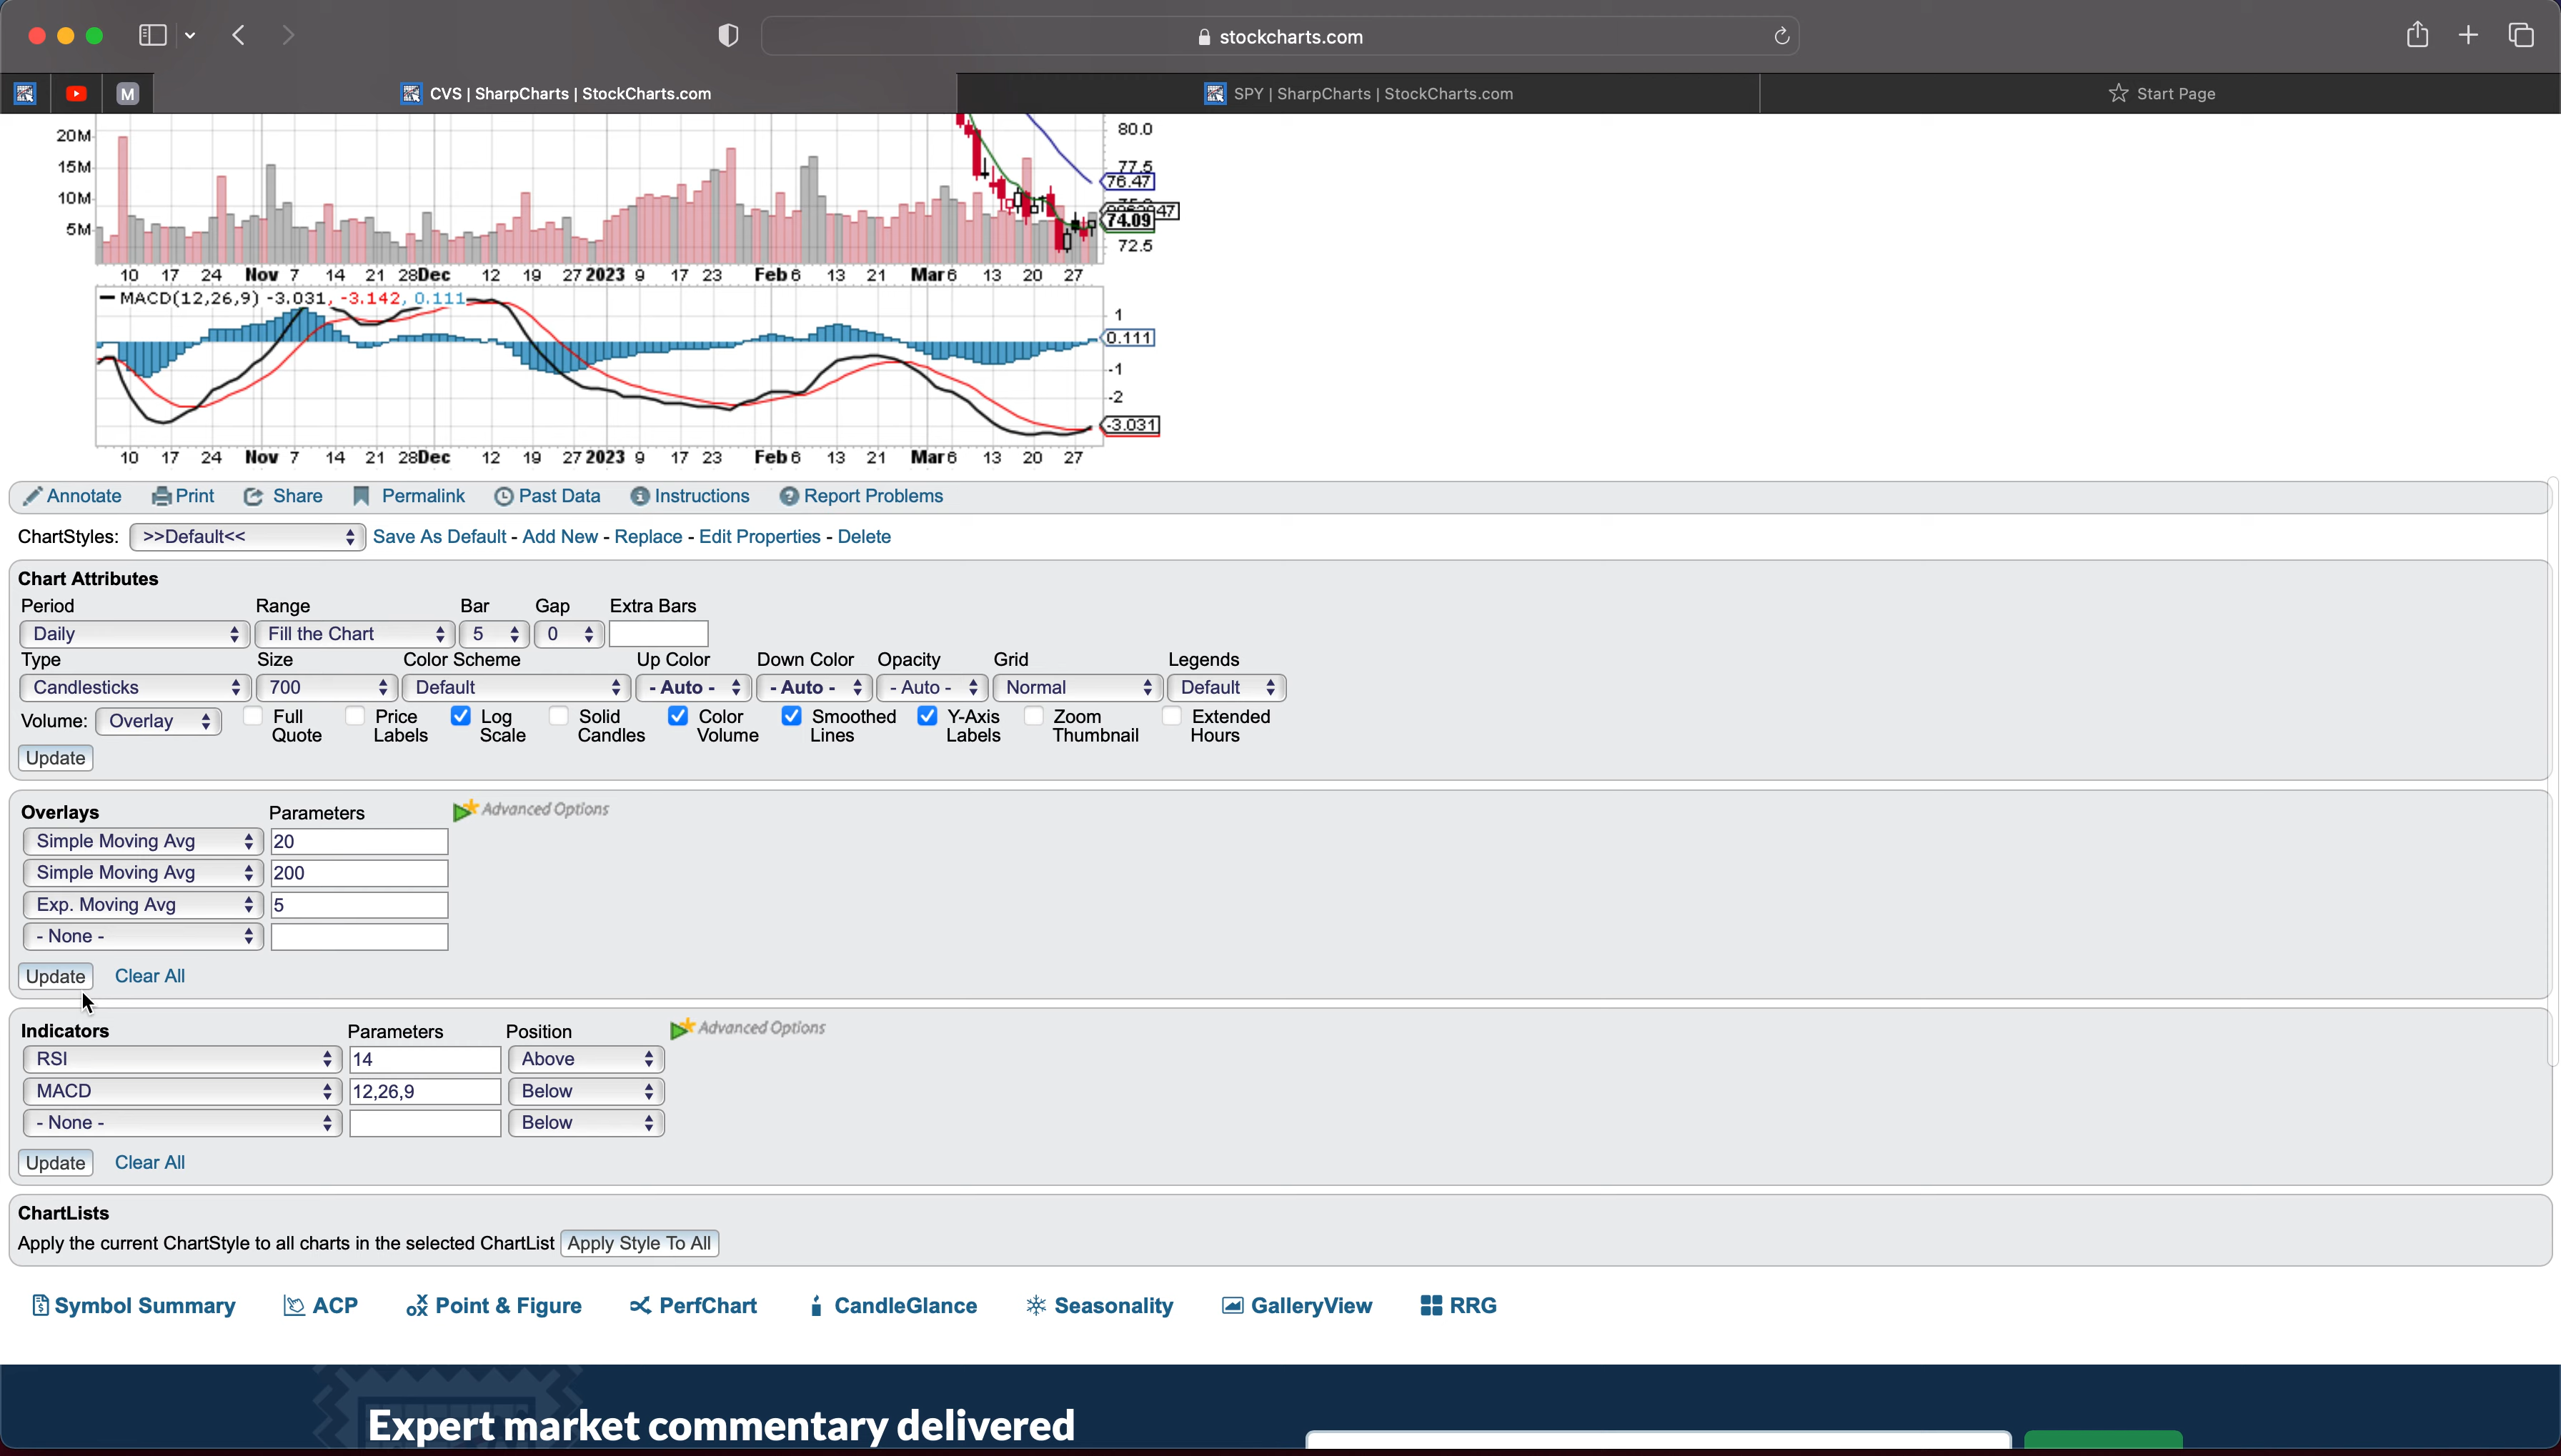 stockcharts.com
M
CVS | SharpCharts | StockCharts.com
SPY | SharpCharts | StockCharts.com
Start Page
20M
15M
10M
5M
80.0
77.5
76.47
74.09
72.5
10 17 24 Nov 7 14 21 28 Dec 12 19 27 2023 9 17 23 Feb 6 13 21 Mar 6 13 20 27
MACD(12,26,9) -3.031, -3.142, 0.111
1
0.111
-1
-2
-3.031
10 17 24 Nov 7 14 21 28 Dec 12 19 27 2023 9 17 23 Feb 6 13 21 Mar 6 13 20 27
Annotate Print Share Permalink Past Data Instructions Report Problems
ChartStyles: >>Default<< Save As Default - Add New - Replace - Edit Properties - Delete
Chart Attributes
Period Range Bar Gap Extra Bars
Daily Fill the Chart 5 0
Type Size Color Scheme Up Color Down Color Opacity Grid Legends
Candlesticks 700 Default - Auto - - Auto - - Auto - Normal Default
Volume: Overlay Full Quote Price Labels Log Scale Solid Candles Color Volume Smoothed Lines Y-Axis Labels Zoom Thumbnail Extended Hours
Update
Overlays Parameters Advanced Options
Simple Moving Avg 20
Simple Moving Avg 200
Exp. Moving Avg 5
- None -
Update Clear All
Indicators Parameters Position Advanced Options
RSI 14 Above
MACD 12,26,9 Below
- None - Below
Update Clear All
ChartLists
Apply the current ChartStyle to all charts in the selected ChartList Apply Style To All
Symbol Summary ACP Point & Figure PerfChart CandleGlance Seasonality GalleryView RRG
Expert market commentary delivered